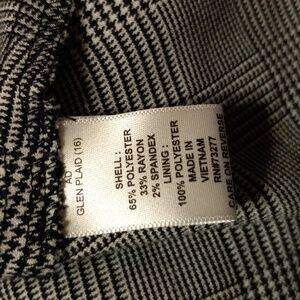 AD
GLEN PLAID (16)
SHELL :
65% POLYESTER
33% RAYON
2% SPANDEX
LINING :
100% POLYESTER
MADE IN
VIETNAM
RN#73277
CARE ON REVERSE